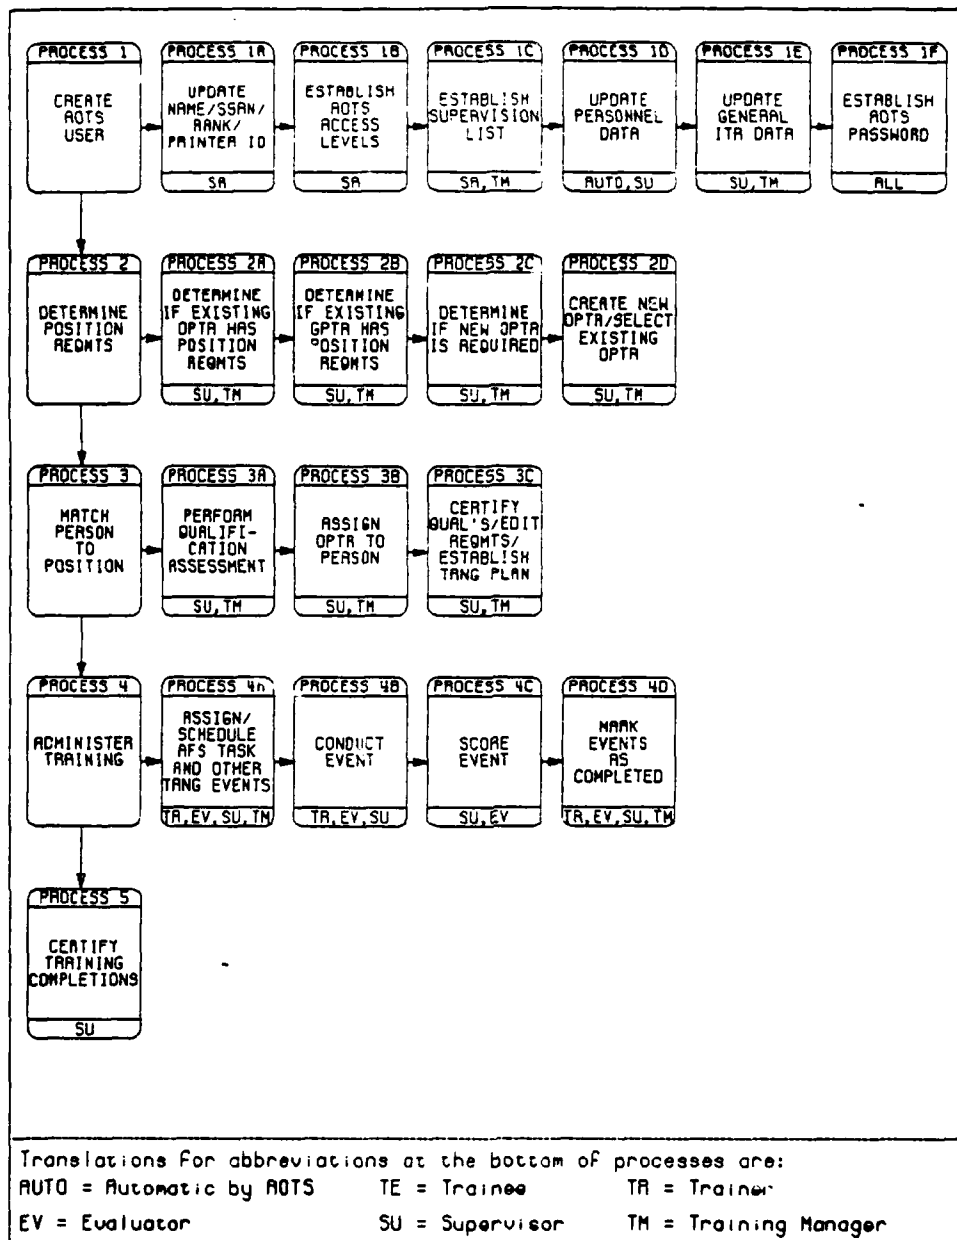 PROCESS 1
CREATE
AOTS
USER
PROCESS 1A
UPDATE
NAME/SSAN/
RANK/
PRINTER ID
SA
PROCESS 1B
ESTABLISH
AOTS
ACCESS
LEVELS
SA
PROCESS 1C
ESTABLISH
SUPERVISION
LIST
SA, TM
PROCESS 1D
UPDATE
PERSONNEL
DATA
AUTO, SU
PROCESS 1E
UPDATE
GENERAL
ITR DATA
SU, TM
PROCESS 1F
ESTABLISH
AOTS
PASSWORD
ALL
PROCESS 2
DETERMINE
POSITION
REQMTS
PROCESS 2A
DETERMINE
IF EXISTING
OPTR HAS
POSITION
REQMTS
SU, TM
PROCESS 2B
DETERMINE
IF EXISTING
GPTR HAS
POSITION
REQMTS
SU, TM
PROCESS 2C
DETERMINE
IF NEW OPTR
IS REQUIRED
SU, TM
PROCESS 2D
CREATE NEW
OPTR/SELECT
EXISTING
OPTR
SU, TM
PROCESS 3
MATCH
PERSON
TO
POSITION
PROCESS 3A
PERFORM
QUALIFI-
CATION
ASSESSMENT
SU, TM
PROCESS 3B
ASSIGN
OPTR TO
PERSON
SU, TM
PROCESS 3C
CERTIFY
QUAL'S/EDIT
REQMTS/
ESTABLISH
TRNG PLAN
SU, TM
PROCESS 4
ADMINISTER
TRAINING
PROCESS 4A
ASSIGN/
SCHEDULE
AFS TASK
AND OTHER
TRNG EVENTS
TR, EV, SU, TM
PROCESS 4B
CONDUCT
EVENT
TR, EV, SU
PROCESS 4C
SCORE
EVENT
SU, EV
PROCESS 4D
MARK
EVENTS
AS
COMPLETED
TR, EV, SU, TM
PROCESS 5
CERTIFY
TRAINING
COMPLETIONS
SU
Translations for abbreviations at the bottom of processes are:
AUTO = Automatic by AOTS TE = Trainee TR = Trainer
EV = Evaluator SU = Supervisor TM = Training Manager